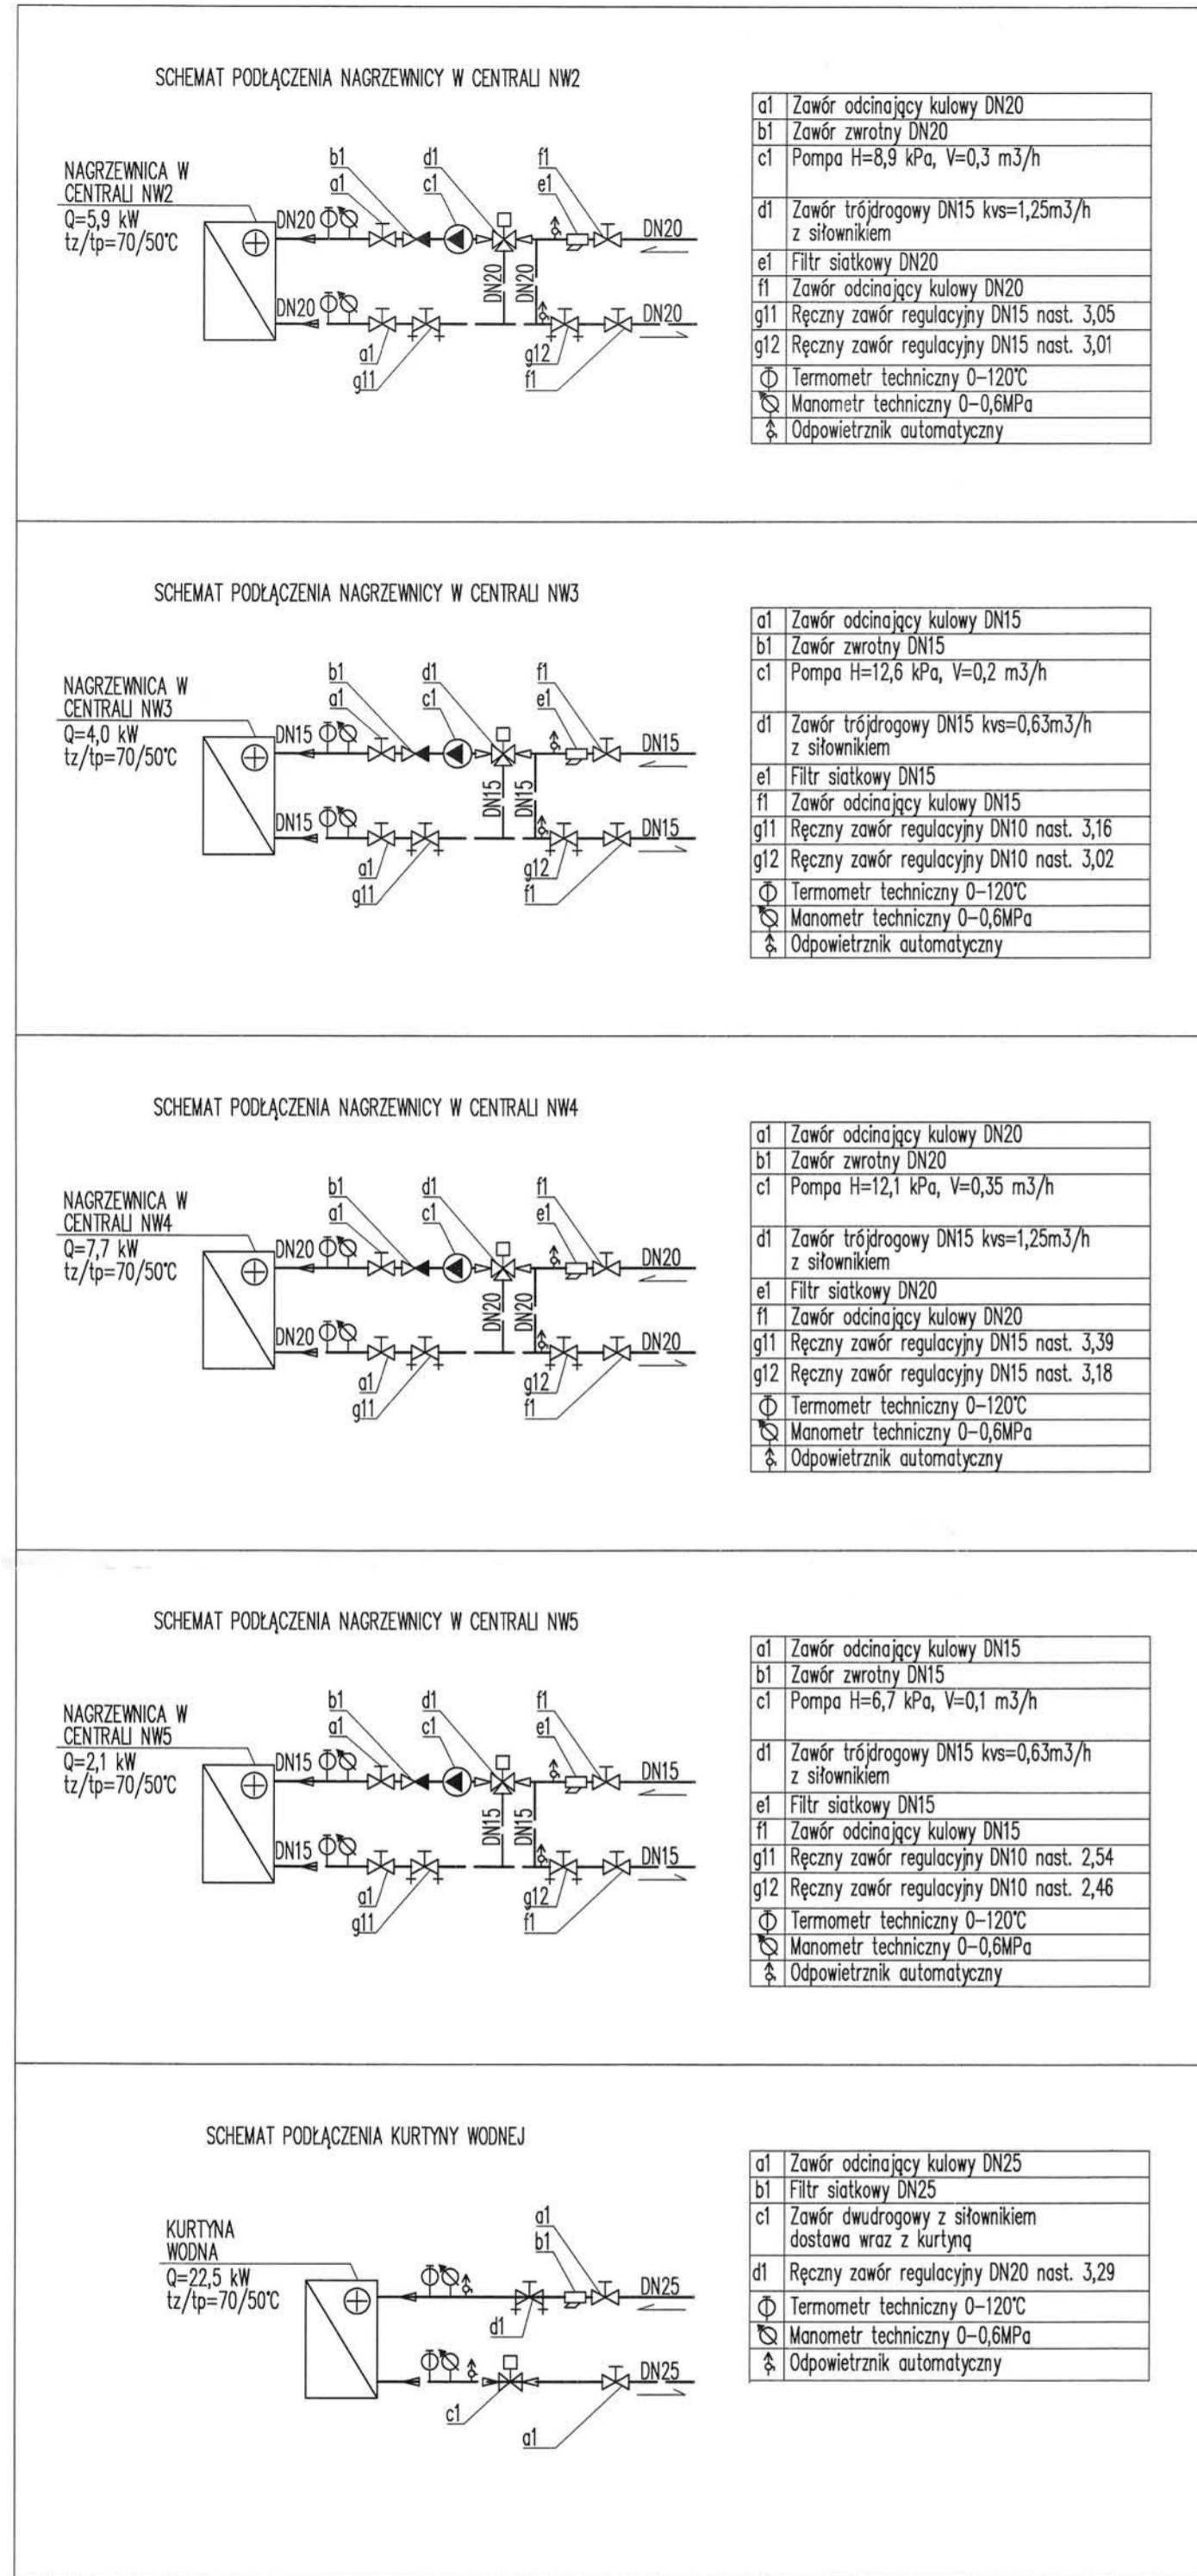 SCHEMAT PODŁĄCZENIA NAGRZEWNICY W CENTRALI NW2
NAGRZEWNICA W
CENTRALI NW2
Q=5,9 kW
tz/tp=70/50°C
b1
a1
d1
c1
f1
e1
DN20
DN20
DN20
DN20
DN20
DN20
a1
g11
g12
f1
a1 Zawór odcinający kulowy DN20
b1 Zawór zwrotny DN20
c1 Pompa H=8,9 kPa, V=0,3 m3/h
d1 Zawór trójdrogowy DN15 kvs=1,25m3/h
z siłownikiem
e1 Filtr siatkowy DN20
f1 Zawór odcinający kulowy DN20
g11 Ręczny zawór regulacyjny DN15 nast. 3,05
g12 Ręczny zawór regulacyjny DN15 nast. 3,01
Termometr techniczny 0-120°C
Manometr techniczny 0-0,6MPa
Odpowietrznik automatyczny
SCHEMAT PODŁĄCZENIA NAGRZEWNICY W CENTRALI NW3
NAGRZEWNICA W
CENTRALI NW3
Q=4,0 kW
tz/tp=70/50°C
b1
a1
d1
c1
f1
e1
DN15
DN15
DN15
DN15
DN15
DN15
a1
g11
g12
f1
a1 Zawór odcinający kulowy DN15
b1 Zawór zwrotny DN15
c1 Pompa H=12,6 kPa, V=0,2 m3/h
d1 Zawór trójdrogowy DN15 kvs=0,63m3/h
z siłownikiem
e1 Filtr siatkowy DN15
f1 Zawór odcinający kulowy DN15
g11 Ręczny zawór regulacyjny DN10 nast. 3,16
g12 Ręczny zawór regulacyjny DN10 nast. 3,02
Termometr techniczny 0-120°C
Manometr techniczny 0-0,6MPa
Odpowietrznik automatyczny
SCHEMAT PODŁĄCZENIA NAGRZEWNICY W CENTRALI NW4
NAGRZEWNICA W
CENTRALI NW4
Q=7,7 kW
tz/tp=70/50°C
b1
a1
d1
c1
f1
e1
DN20
DN20
DN20
DN20
DN20
DN20
a1
g11
g12
f1
a1 Zawór odcinający kulowy DN20
b1 Zawór zwrotny DN20
c1 Pompa H=12,1 kPa, V=0,35 m3/h
d1 Zawór trójdrogowy DN15 kvs=1,25m3/h
z siłownikiem
e1 Filtr siatkowy DN20
f1 Zawór odcinający kulowy DN20
g11 Ręczny zawór regulacyjny DN15 nast. 3,39
g12 Ręczny zawór regulacyjny DN15 nast. 3,18
Termometr techniczny 0-120°C
Manometr techniczny 0-0,6MPa
Odpowietrznik automatyczny
SCHEMAT PODŁĄCZENIA NAGRZEWNICY W CENTRALI NW5
NAGRZEWNICA W
CENTRALI NW5
Q=2,1 kW
tz/tp=70/50°C
b1
a1
d1
c1
f1
e1
DN15
DN15
DN15
DN15
DN15
DN15
a1
g11
g12
f1
a1 Zawór odcinający kulowy DN15
b1 Zawór zwrotny DN15
c1 Pompa H=6,7 kPa, V=0,1 m3/h
d1 Zawór trójdrogowy DN15 kvs=0,63m3/h
z siłownikiem
e1 Filtr siatkowy DN15
f1 Zawór odcinający kulowy DN15
g11 Ręczny zawór regulacyjny DN10 nast. 2,54
g12 Ręczny zawór regulacyjny DN10 nast. 2,46
Termometr techniczny 0-120°C
Manometr techniczny 0-0,6MPa
Odpowietrznik automatyczny
SCHEMAT PODŁĄCZENIA KURTYNY WODNEJ
KURTYNA
WODNA
Q=22,5 kW
tz/tp=70/50°C
a1
b1
DN25
d1
DN25
c1
a1
a1 Zawór odcinający kulowy DN25
b1 Filtr siatkowy DN25
c1 Zawór dwudrogowy z siłownikiem
dostawa wraz z kurtyną
d1 Ręczny zawór regulacyjny DN20 nast. 3,29
Termometr techniczny 0-120°C
Manometr techniczny 0-0,6MPa
Odpowietrznik automatyczny